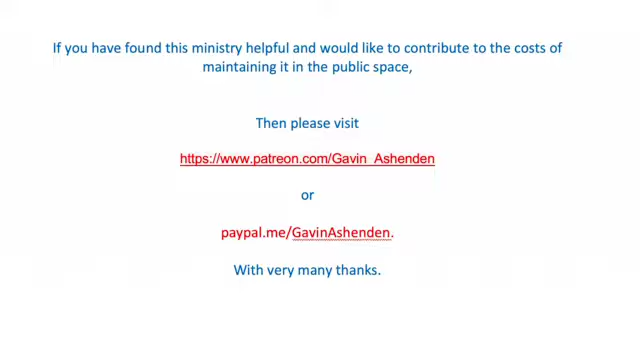 If you have found this ministry helpful and would like to contribute to the costs of
maintaining it in the public space,
Then please visit
https://www.patreon.com/Gavin_Ashenden
or
paypal.me/GavinAshenden.
With very many thanks.